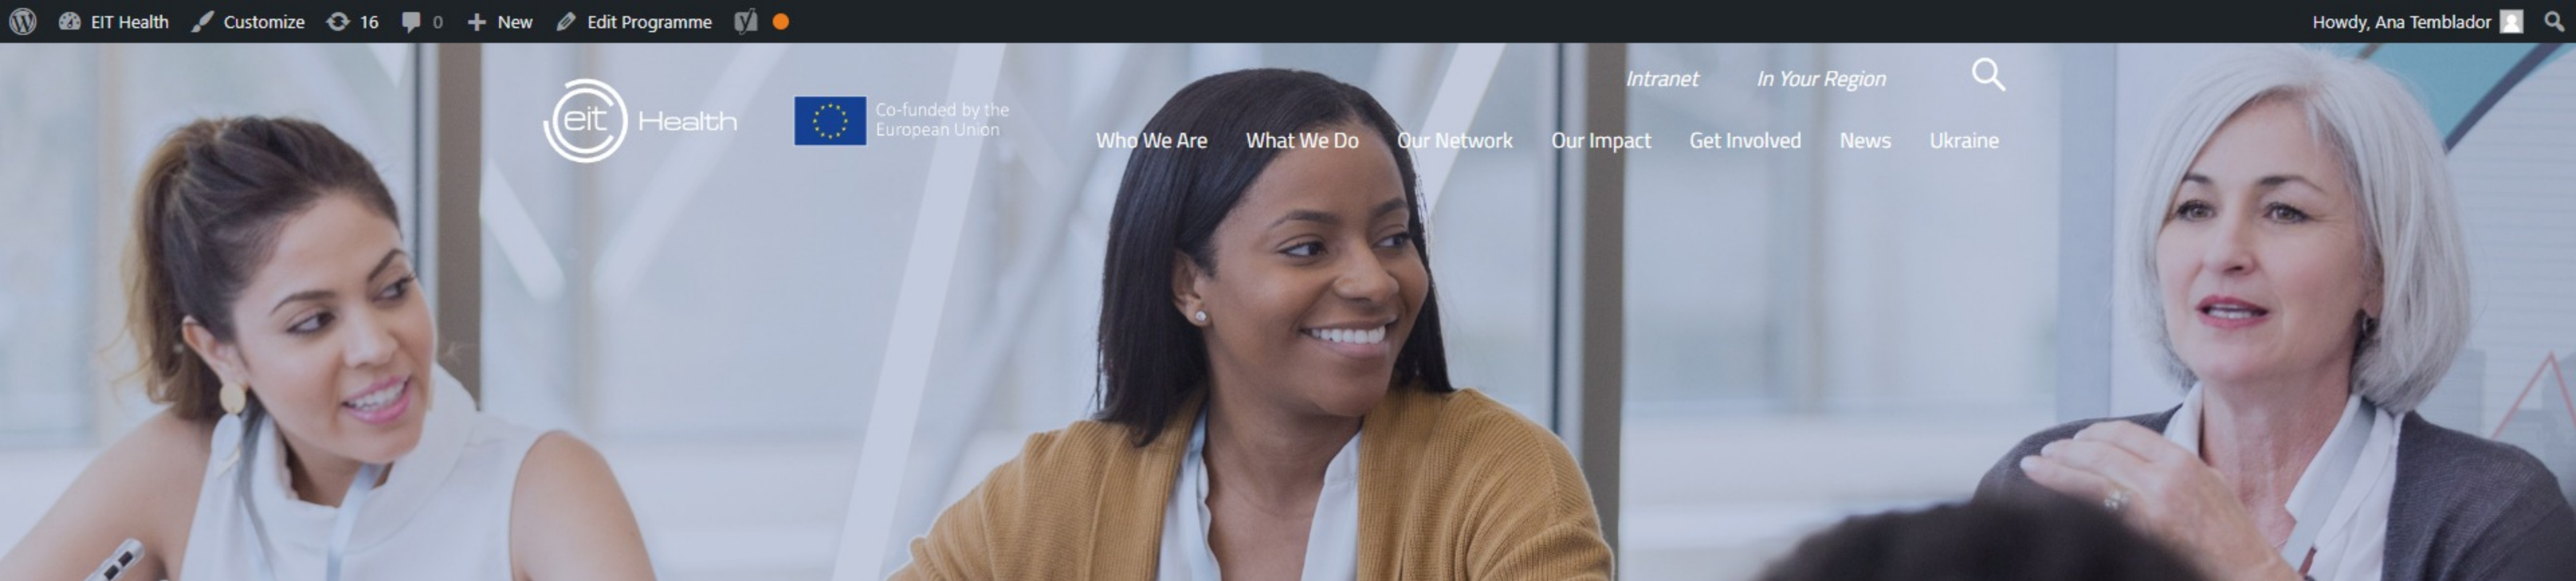 EIT Health Customize 16 0 New Edit Programme Howdy, Ana Temblador
Intranet In Your Region
eit Health
Co-funded by the
European Union
Who We Are What We Do Our Network Our Impact Get Involved News Ukraine